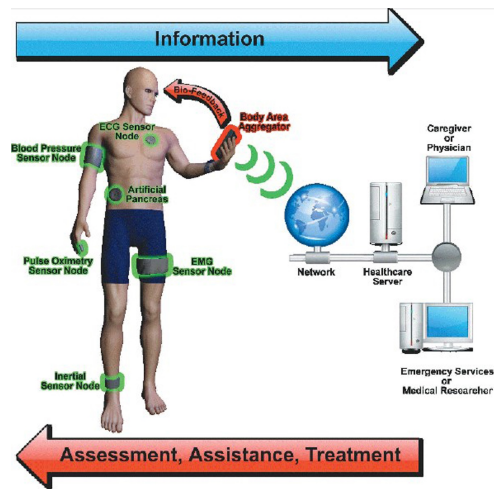 Information
Bio-Feedback
Body Area
Aggregator
ECG Sensor
Node
Blood Pressure
Sensor Node
Caregiver
or
Physician
Artificial
Pancreas
Pulse Oximetry
Sensor Node
EMG
Sensor Node
Network
Healthcare
Server
Inertial
Sensor Node
Emergency Services
or
Medical Researcher
Assessment, Assistance, Treatment